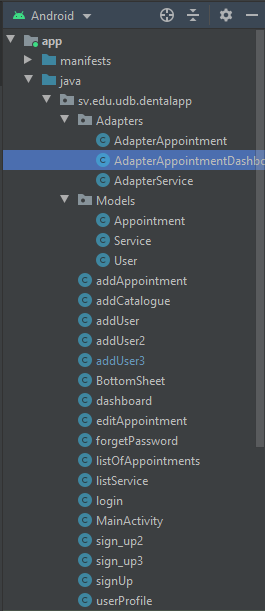 Android
app
manifests
java
sv.edu.udb.dentalapp
Adapters
AdapterAppointment
AdapterAppointmentDashbo
AdapterService
Models
Appointment
Service
User
addAppointment
addCatalogue
addUser
addUser2
addUser3
BottomSheet
dashboard
editAppointment
forgetPassword
listOfAppointments
listService
login
MainActivity
sign_up2
sign_up3
signUp
userProfile